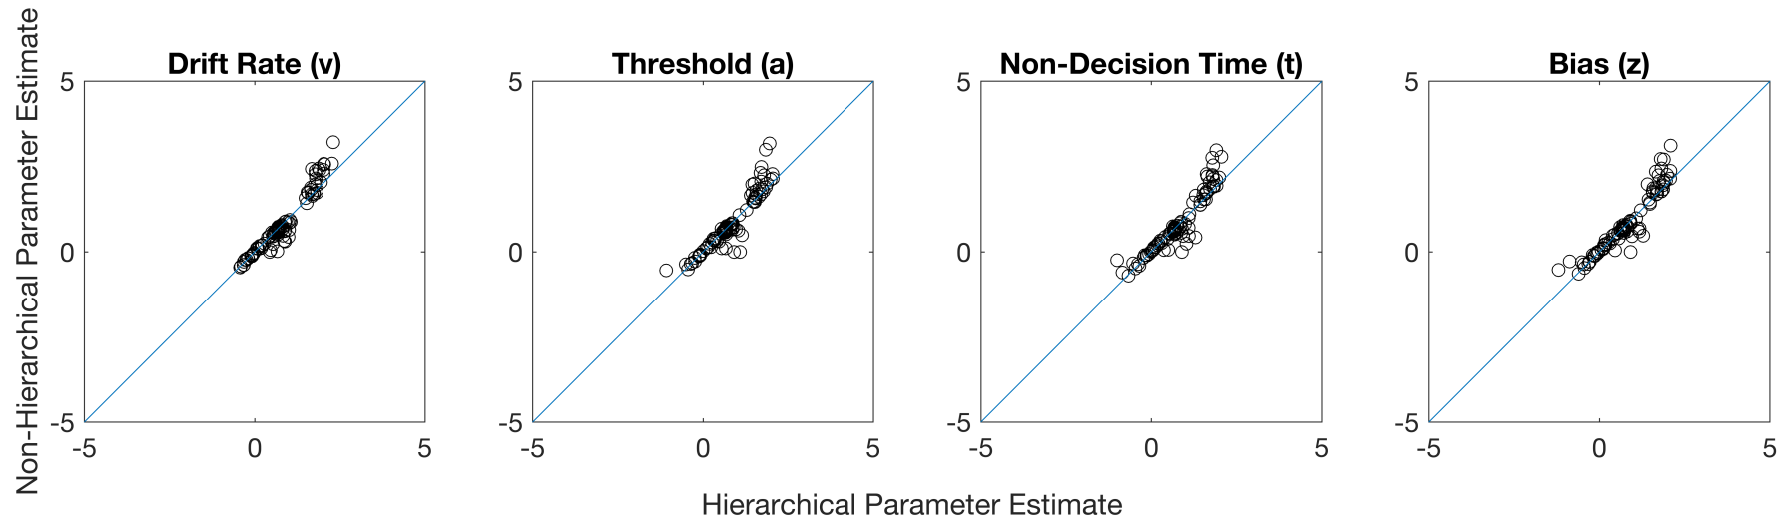 Non-Hierarchical Parameter Estimate
Drift Rate (v)
5
0
-5
-5 0 5
Threshold (a)
5
0
-5
-5 0 5
Non-Decision Time (t)
5
0
-5
-5 0 5
Bias (z)
5
0
-5
-5 0 5
Hierarchical Parameter Estimate